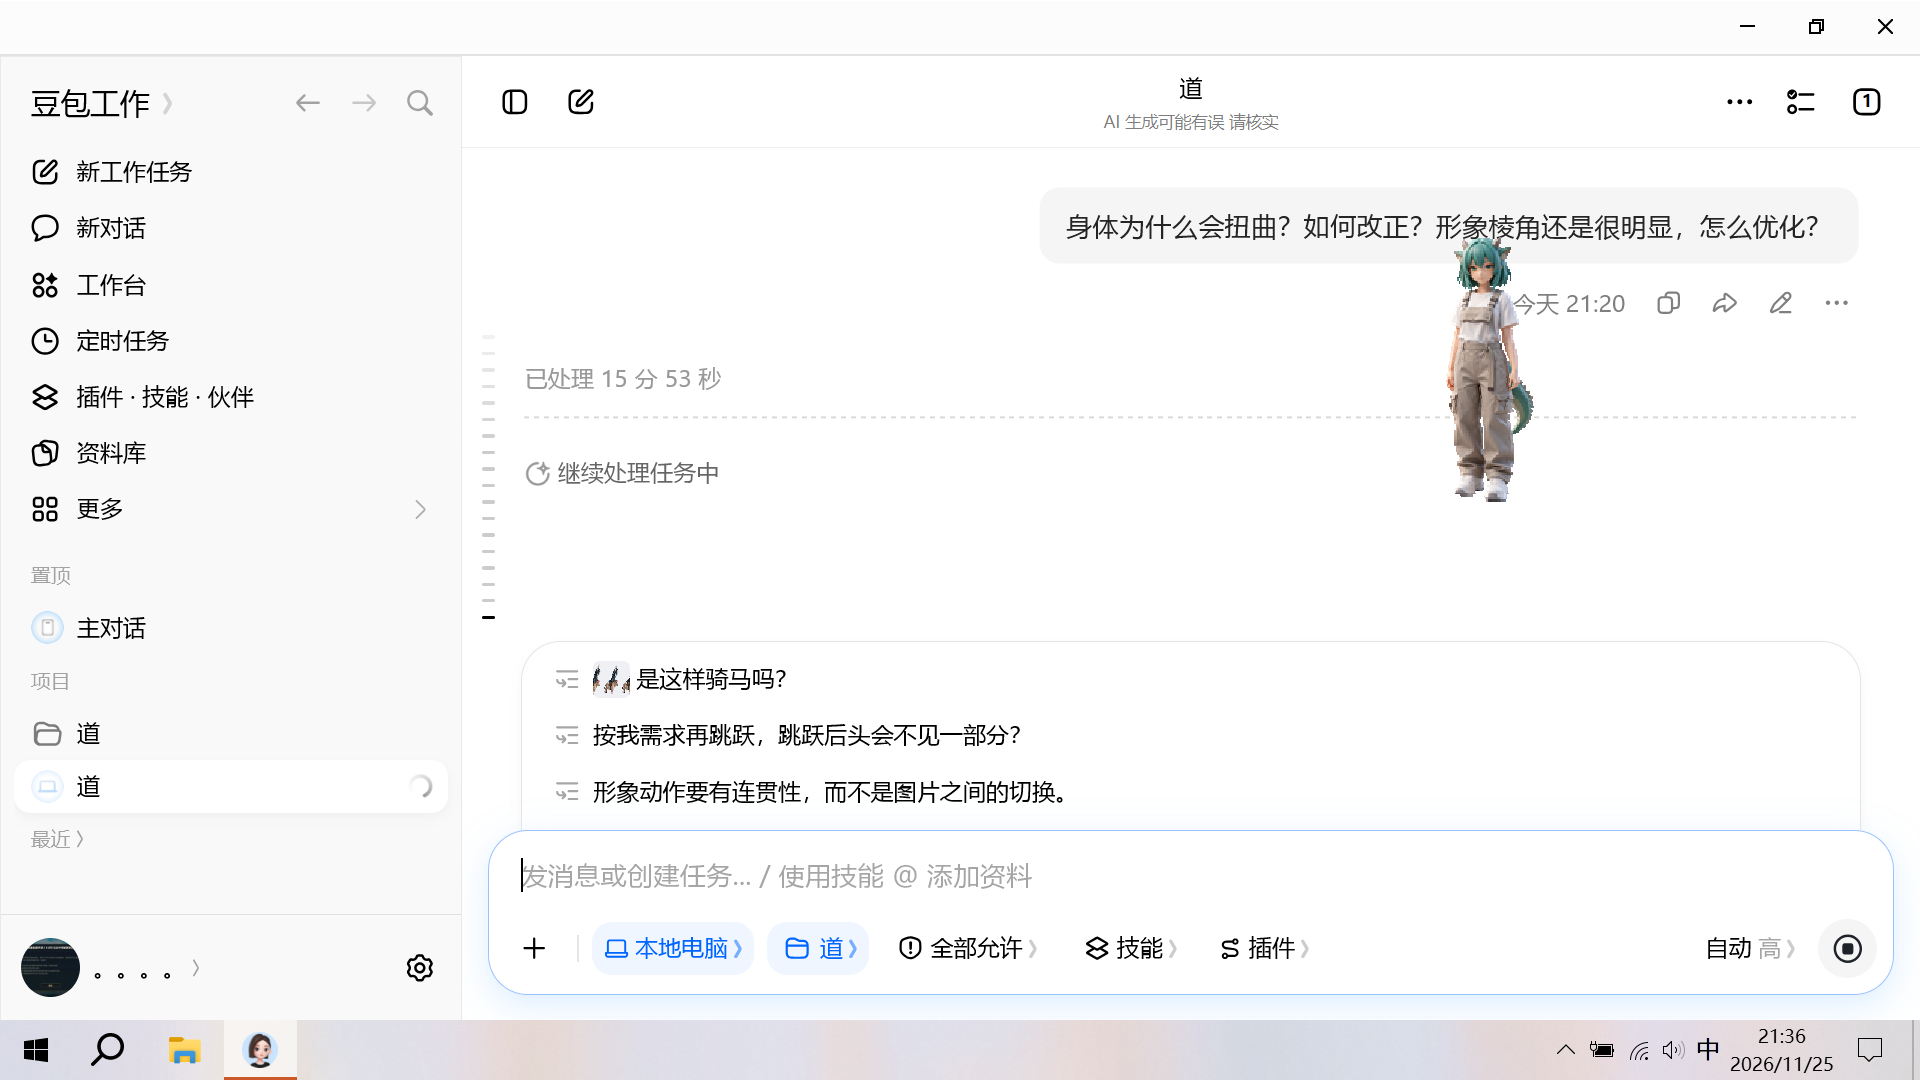 豆包工作
新工作任务
新对话
工作台
定时任务
插件 · 技能 · 伙伴
资料库
更多
置顶
主对话
项目
道
道
最近
。。。。
道
AI 生成可能有误 请核实
1
身体为什么会扭曲？如何改正？形象棱角还是很明显，怎么优化？
今天 21:20
已处理 15 分 53 秒
继续处理任务中
是这样骑马吗？
按我需求再跳跃，跳跃后头会不见一部分？
形象动作要有连贯性，而不是图片之间的切换。
发消息或创建任务... / 使用技能 @ 添加资料
本地电脑
道
全部允许
技能
插件
自动 高
中
21:36
2026/11/25